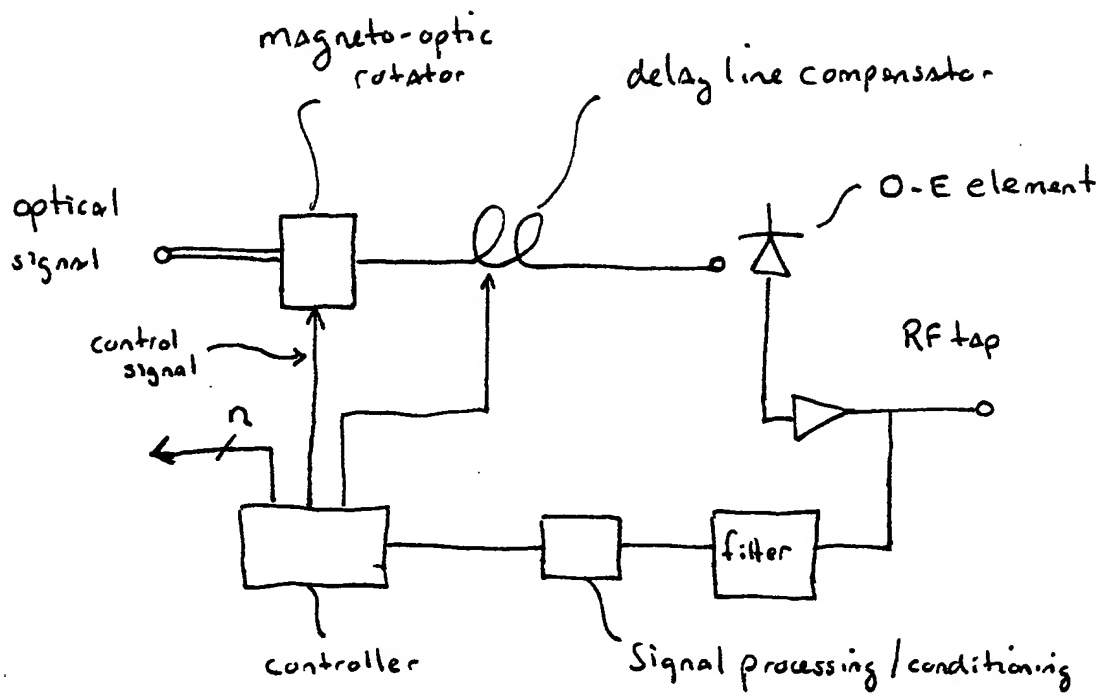 magneto-optic
rotator
delay line compensator
O-E element
optical
signal
RF tap
control
signal
n
filter
controller
Signal processing/conditioning